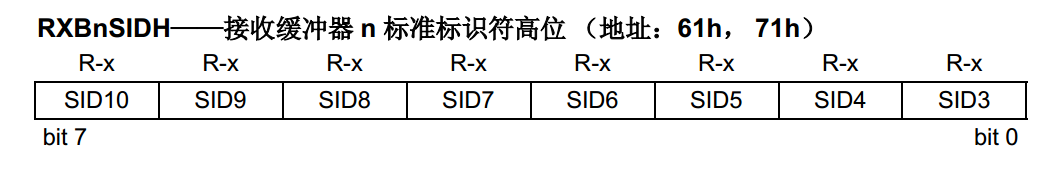 RXBnSIDH——接收缓冲器 n 标准标识符高位 （地址：61h， 71h）
R-x R-x R-x R-x R-x R-x R-x R-x
SID10 SID9 SID8 SID7 SID6 SID5 SID4 SID3
bit 7 bit 0